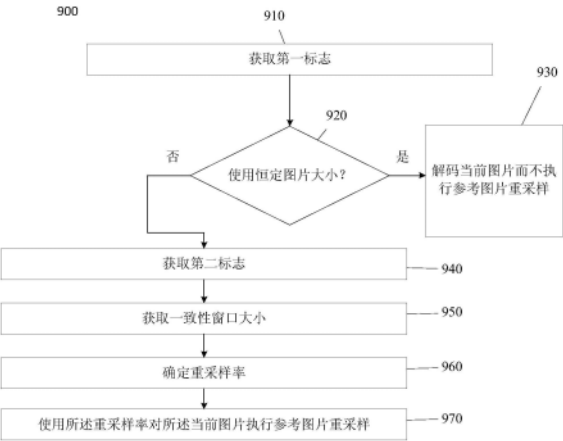 900
910
获取第一标志
920
930
否
使用恒定图片大小？
是
解码当前图片而不执
行参考图片重采样
获取第二标志
940
获取一致性窗口大小
950
确定重采样率
960
使用所述重采样率对所述当前图片执行参考图片重采样
970